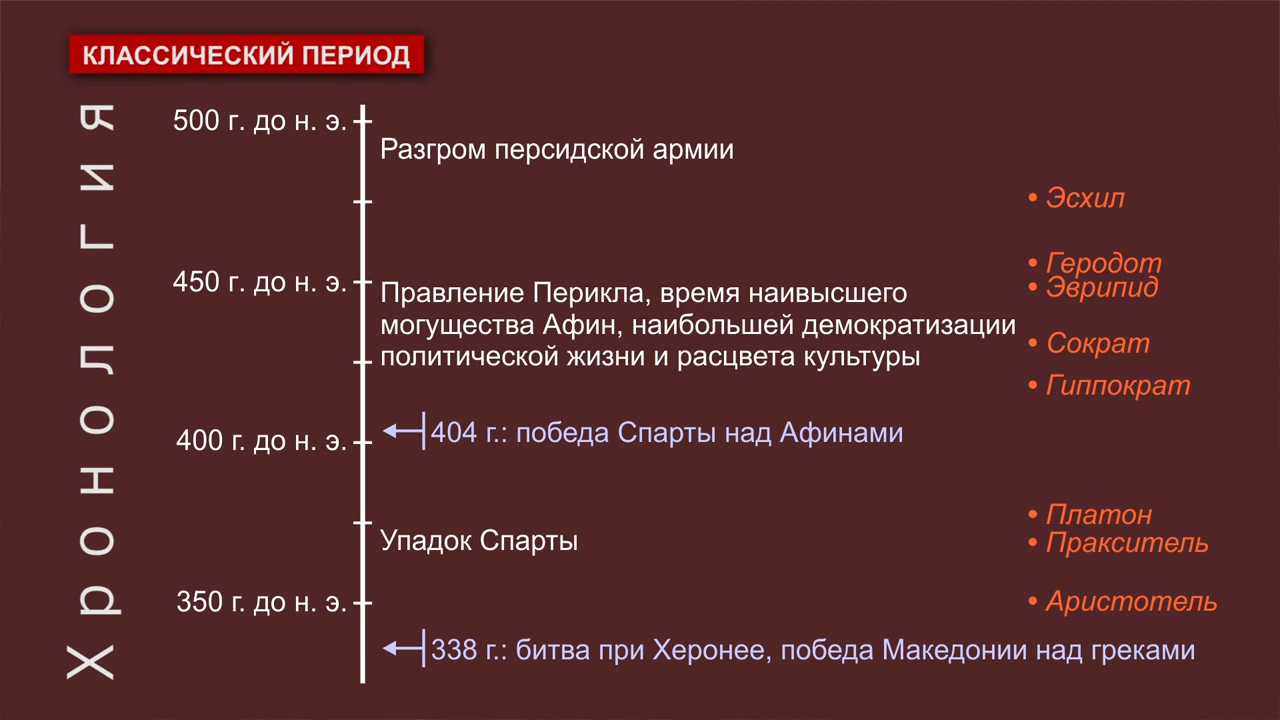 КЛАССИЧЕСКИЙ ПЕРИОД
Хронология
500 г. до н. э.
Разгром персидской армии
• Эсхил
• Геродот
450 г. до н. э.
• Эврипид
Правление Перикла, время наивысшего
могущества Афин, наибольшей демократизации
политической жизни и расцвета культуры
• Сократ
• Гиппократ
404 г.: победа Спарты над Афинами
400 г. до н. э.
• Платон
Упадок Спарты
• Пракситель
350 г. до н. э.
• Аристотель
338 г.: битва при Херонее, победа Македонии над греками